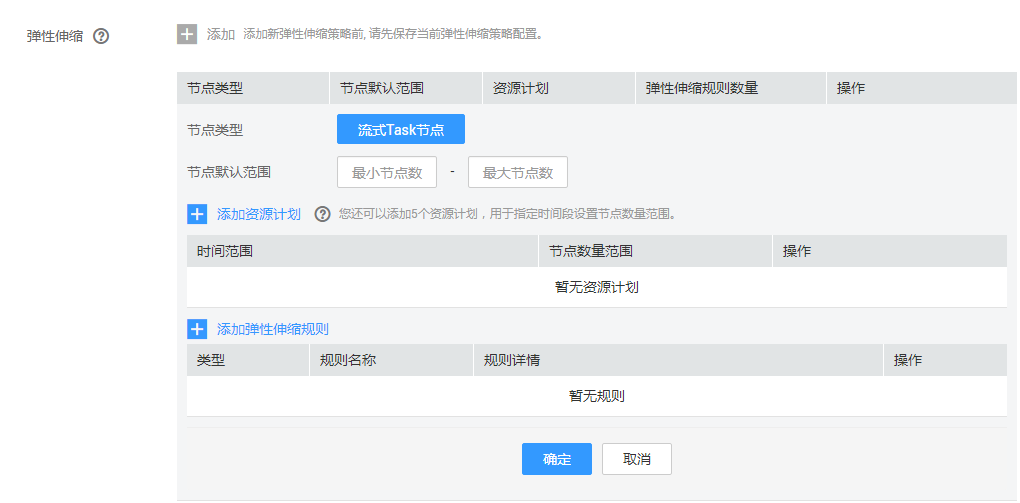 弹性伸缩 ? + 添加 添加新弹性伸缩策略前, 请先保存当前弹性伸缩策略配置。
节点类型 节点默认范围 资源计划 弹性伸缩规则数量 操作
节点类型 流式Task节点
节点默认范围 最小节点数 - 最大节点数
+ 添加资源计划 ? 您还可以添加5个资源计划，用于指定时间段设置节点数量范围。
时间范围 节点数量范围 操作
暂无资源计划
+ 添加弹性伸缩规则
类型 规则名称 规则详情 操作
暂无规则
确定 取消